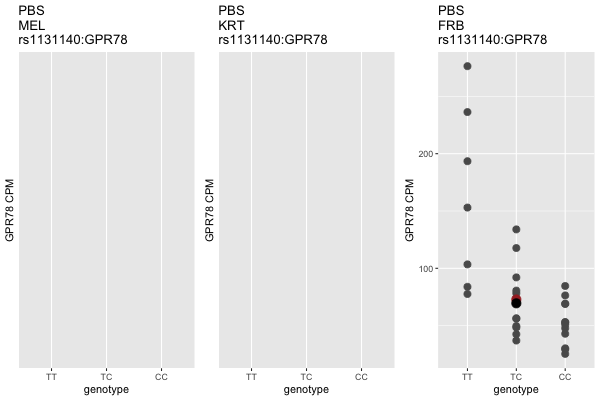 PBS
MEL
rs1131140:GPR78
GPR78 CPM
TT TC CC
genotype
PBS
KRT
rs1131140:GPR78
GPR78 CPM
TT TC CC
genotype
PBS
FRB
rs1131140:GPR78
GPR78 CPM
200
100
TT TC CC
genotype